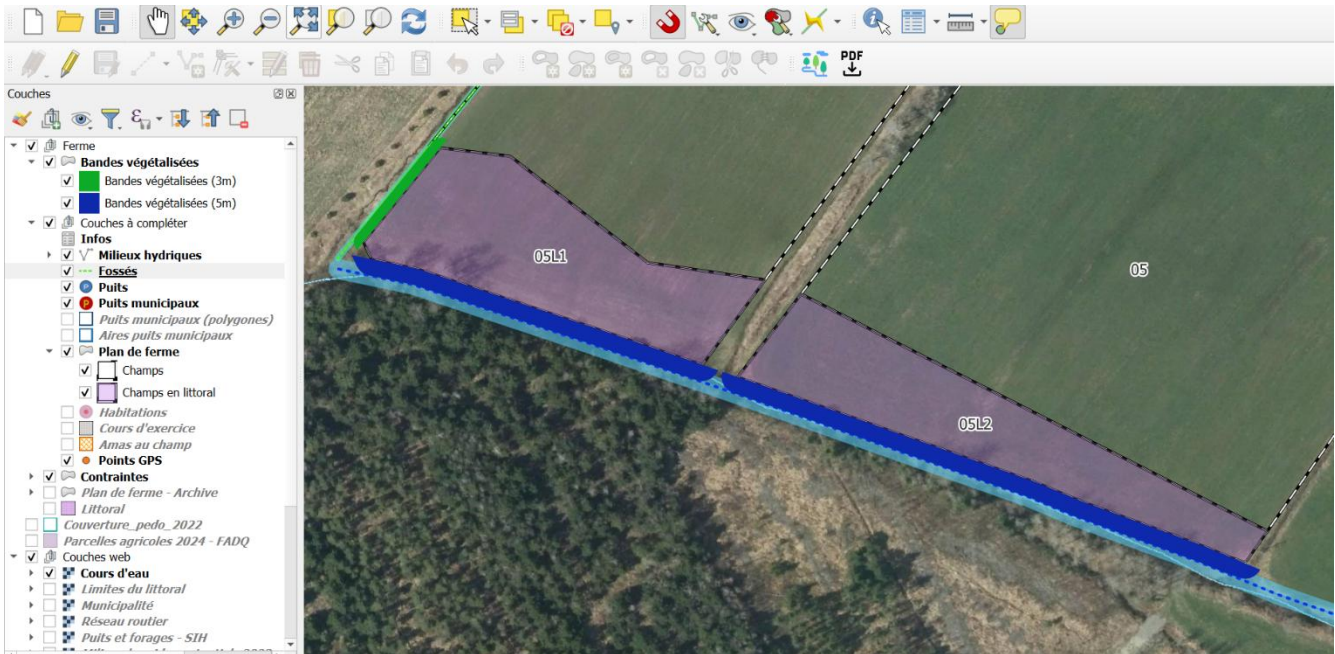 PDF
Couches
Ferme
Bandes végétalisées
Bandes végétalisées (3m)
Bandes végétalisées (5m)
Couches à compléter
Infos
Milieux hydriques
Fossés
Puits
Puits municipaux
Puits municipaux (polygones)
Aires puits municipaux
Plan de ferme
Champs
Champs en littoral
Habitations
Cours d'exercice
Amas au champ
Points GPS
Contraintes
Plan de ferme - Archive
Littoral
Couverture_pedo_2022
Parcelles agricoles 2024 - FADQ
Couches web
Cours d'eau
Limites du littoral
Municipalité
Réseau routier
Puits et forages - SIH
05L1
05
05L2